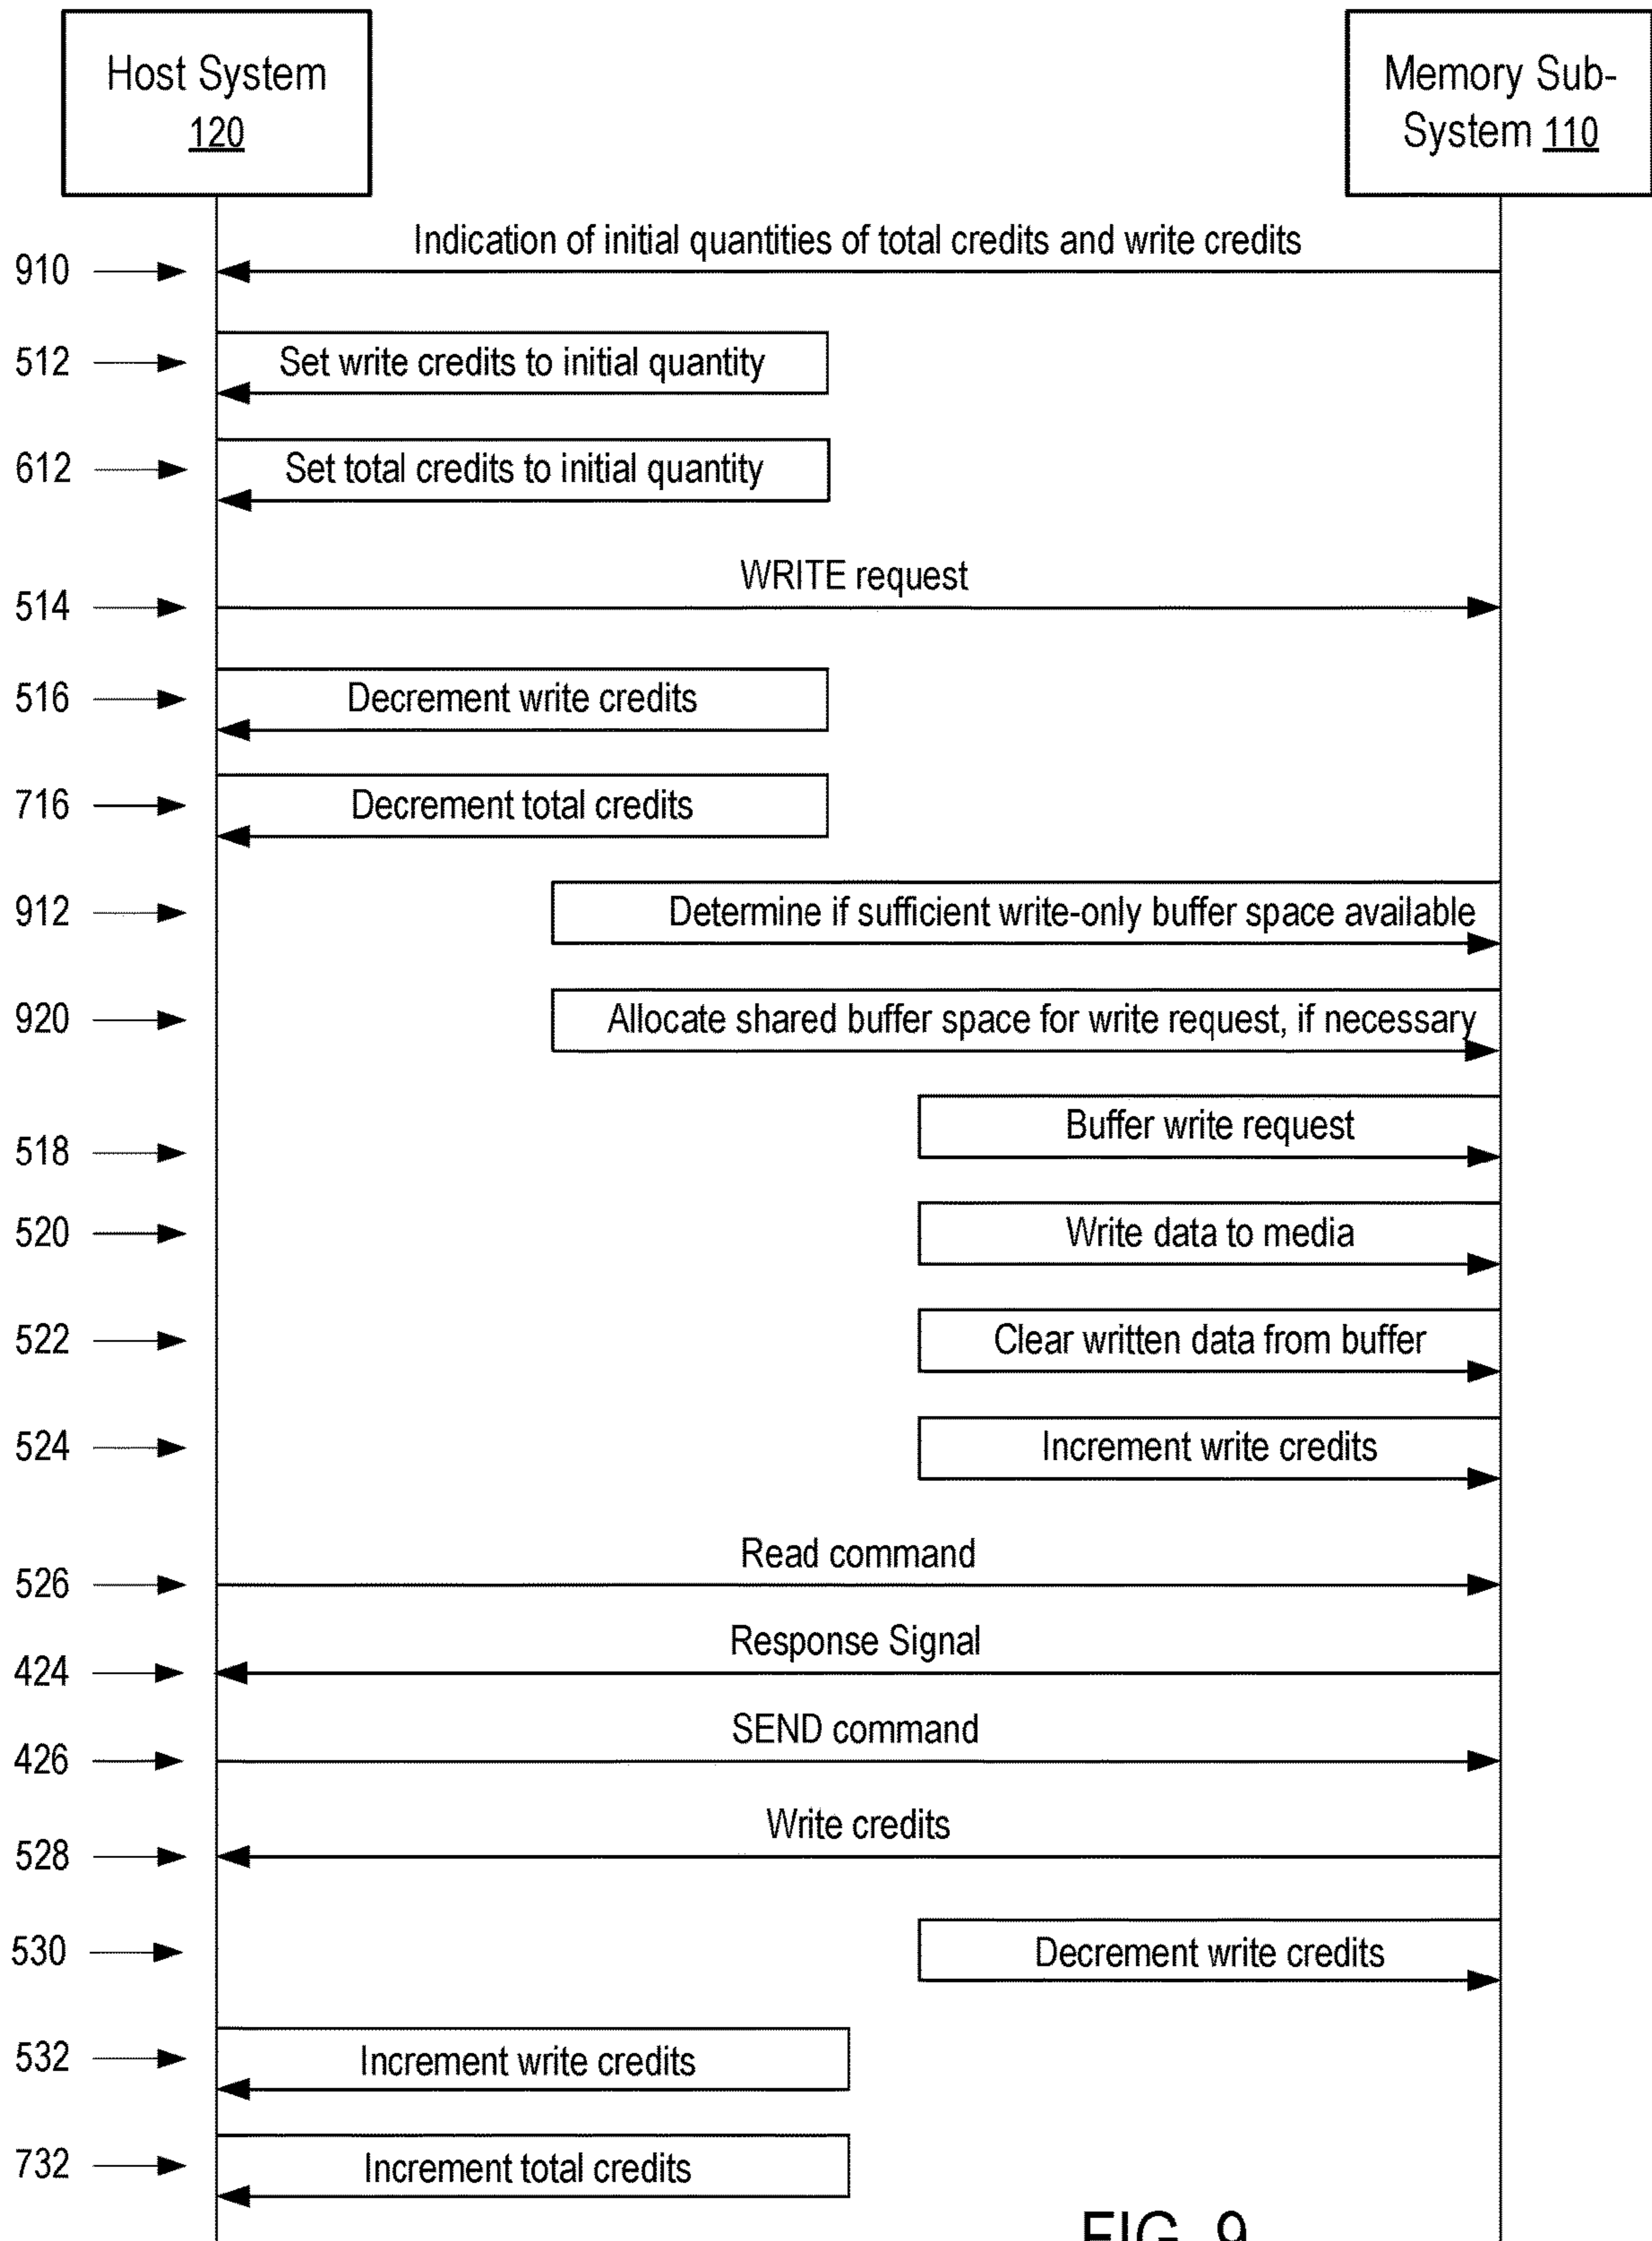 Host System
120
Memory Sub-
System 110
Indication of initial quantities of total credits and write credits
910
512
Set write credits to initial quantity
612
Set total credits to initial quantity
WRITE request
514
516
Decrement write credits
716
Decrement total credits
912
Determine if sufficient write-only buffer space available
920
Allocate shared buffer space for write request, if necessary
Buffer write request
518
520
Write data to media
522
Clear written data from buffer
524
Increment write credits
Read command
526
Response Signal
424
SEND command
426
Write credits
528
530
Decrement write credits
532
Increment write credits
732
Increment total credits
FIG. 9